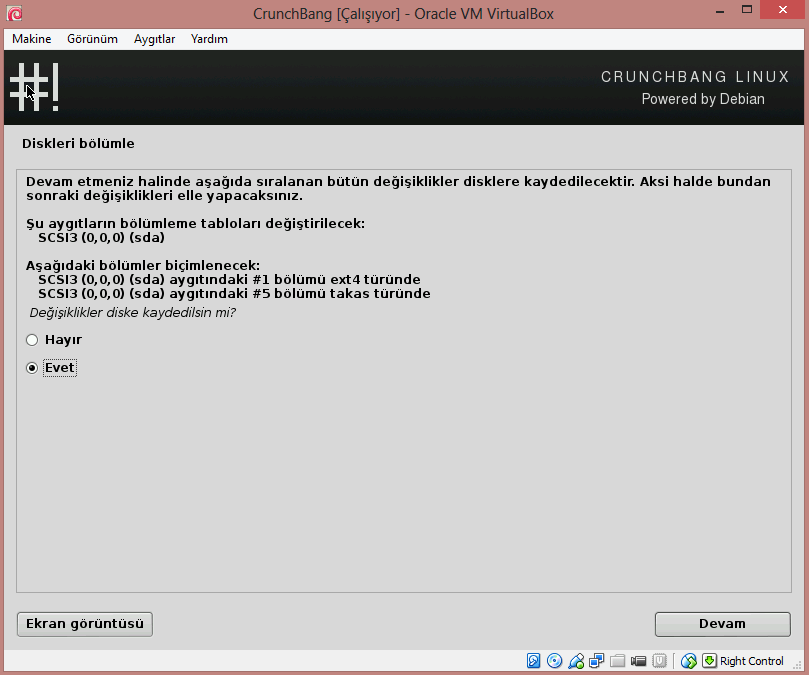 CrunchBang [Çalışıyor] - Oracle VM VirtualBox
Makine Görünüm Aygıtlar Yardım
#!
CRUNCHBANG LINUX
Powered by Debian
Diskleri bölümle
Devam etmeniz halinde aşağıda sıralanan bütün değişiklikler disklere kaydedilecektir. Aksi halde bundan
sonraki değişiklikleri elle yapacaksınız.
Şu aygıtların bölümleme tabloları değiştirilecek:
SCSI3 (0,0,0) (sda)
Aşağıdaki bölümler biçimlenecek:
SCSI3 (0,0,0) (sda) aygıtındaki #1 bölümü ext4 türünde
SCSI3 (0,0,0) (sda) aygıtındaki #5 bölümü takas türünde
Değişiklikler diske kaydedilsin mi?
Hayır
Evet
Ekran görüntüsü
Devam
Right Control